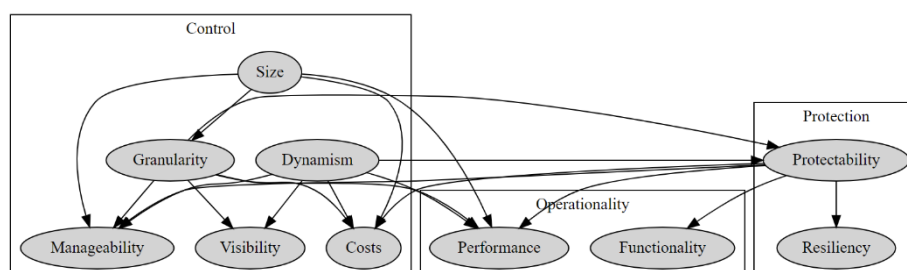 Control
Size
Protection
Granularity
Dynamism
Protectability
Operationality
Manageability
Visibility
Costs
Performance
Functionality
Resiliency